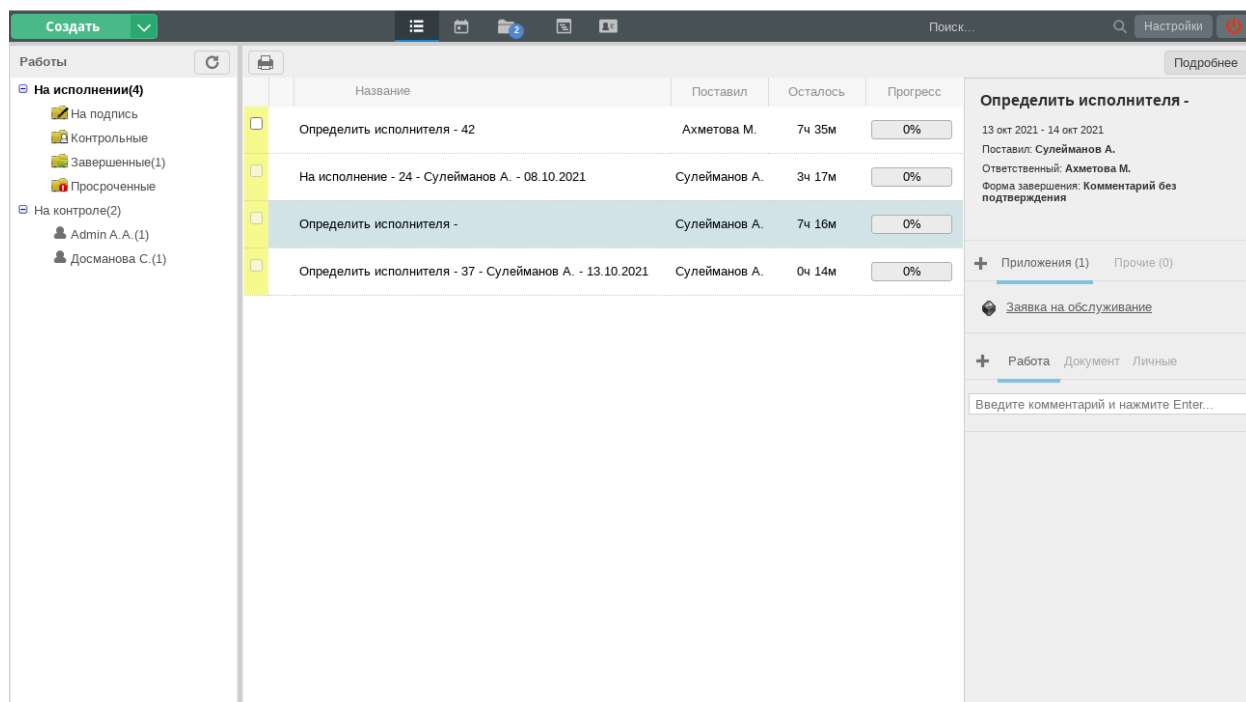 Создать
2
Поиск...
Настройки
Работы
Подробнее
На исполнении(4)
На подпись
Контрольные
Завершенные(1)
Просроченные
На контроле(2)
Admin A.A.(1)
Досманова С.(1)
Название Поставил Осталось Прогресс
Определить исполнителя - 42 Ахметова М. 7ч 35м 0%
На исполнение - 24 - Сулейманов А. - 08.10.2021 Сулейманов А. 3ч 17м 0%
Определить исполнителя - Сулейманов А. 7ч 16м 0%
Определить исполнителя - 37 - Сулейманов А. - 13.10.2021 Сулейманов А. 0ч 14м 0%
Определить исполнителя -
13 окт 2021 - 14 окт 2021
Поставил: Сулейманов А.
Ответственный: Ахметова М.
Форма завершения: Комментарий без
подтверждения
Приложения (1) Прочие (0)
Заявка на обслуживание
Работа Документ Личные
Введите комментарий и нажмите Enter...